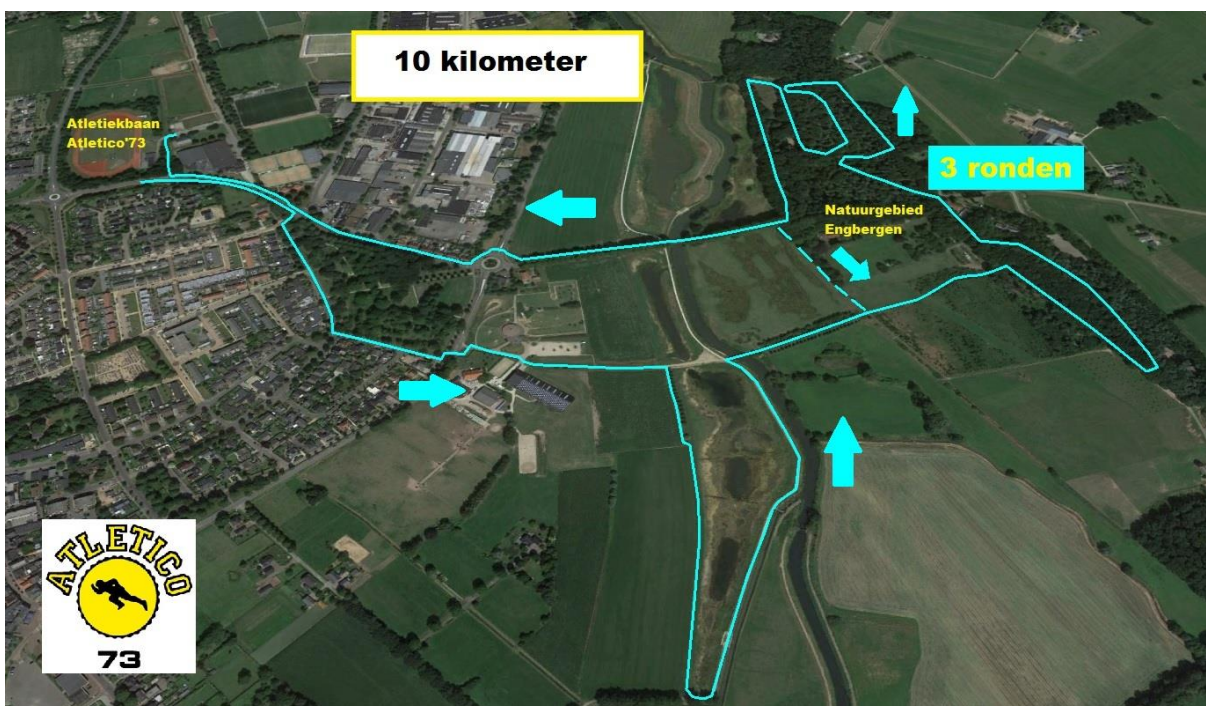 10 kilometer
Atletiekbaan
Atletico'73
3 ronden
Natuurgebied
Engbergen
ATLETICO
73